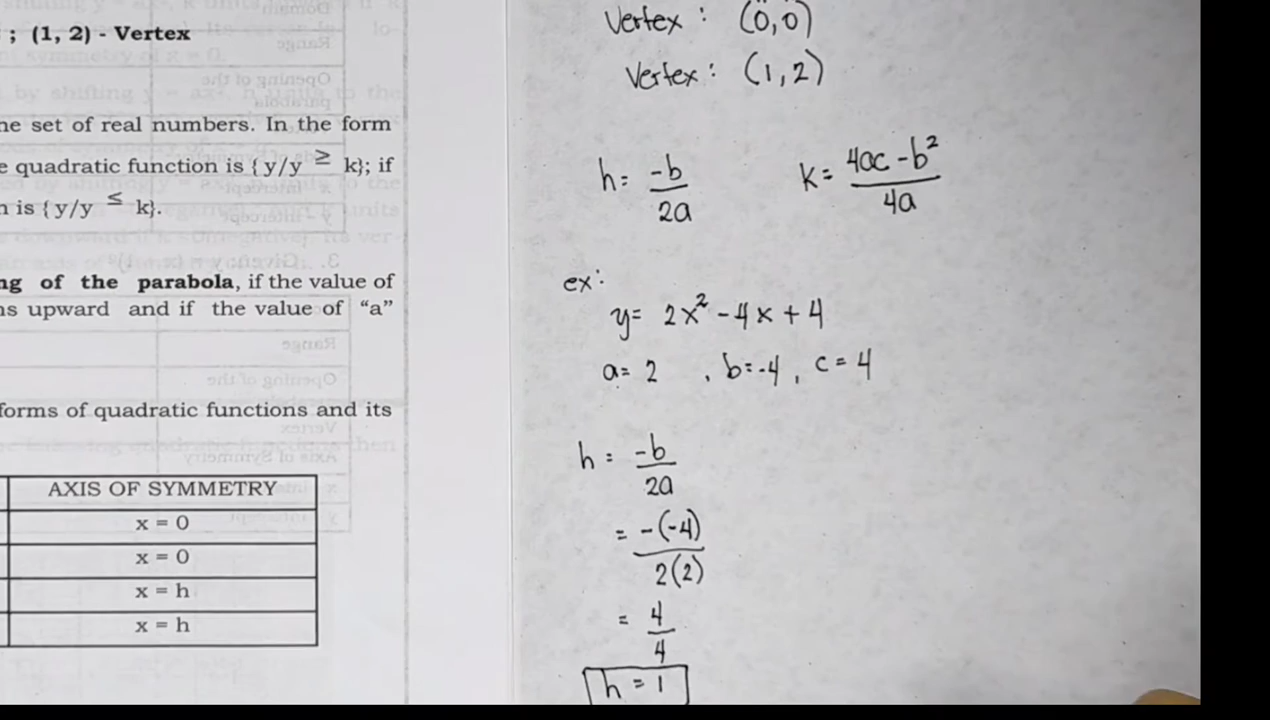 ; (1, 2) - Vertex
ne set of real numbers. In the form
e quadratic function is { y/y ≥ k}; if
n is { y/y ≤ k}.
ng of the parabola, if the value of
ns upward and if the value of “a”
forms of quadratic functions and its
AXIS OF SYMMETRY
x = 0
x = 0
x = h
x = h
Vertex : (0,0)
Vertex : (1,2)
h = -b/2a k = 4ac - b²/4a
ex:
y = 2x² - 4x + 4
a = 2 , b = -4 , c = 4
h = -b/2a
= -(-4)/2(2)
= 4/4
h = 1